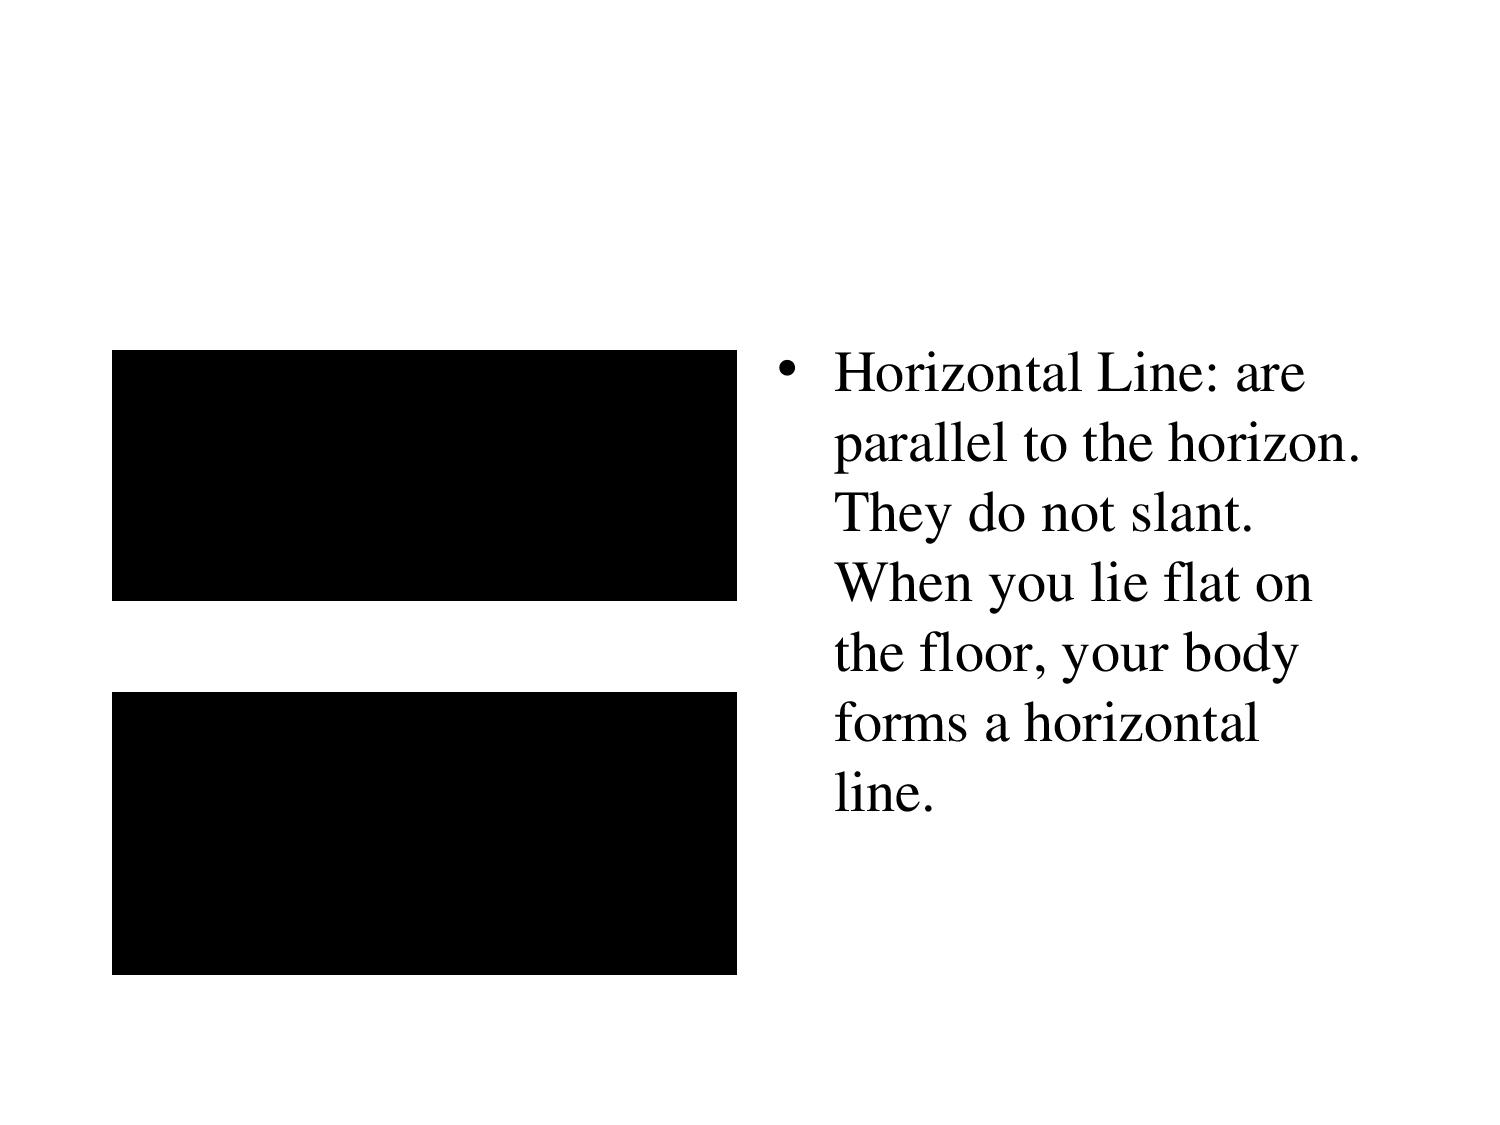 • Horizontal Line: are
parallel to the horizon.
They do not slant.
When you lie flat on
the floor, your body
forms a horizontal
line.